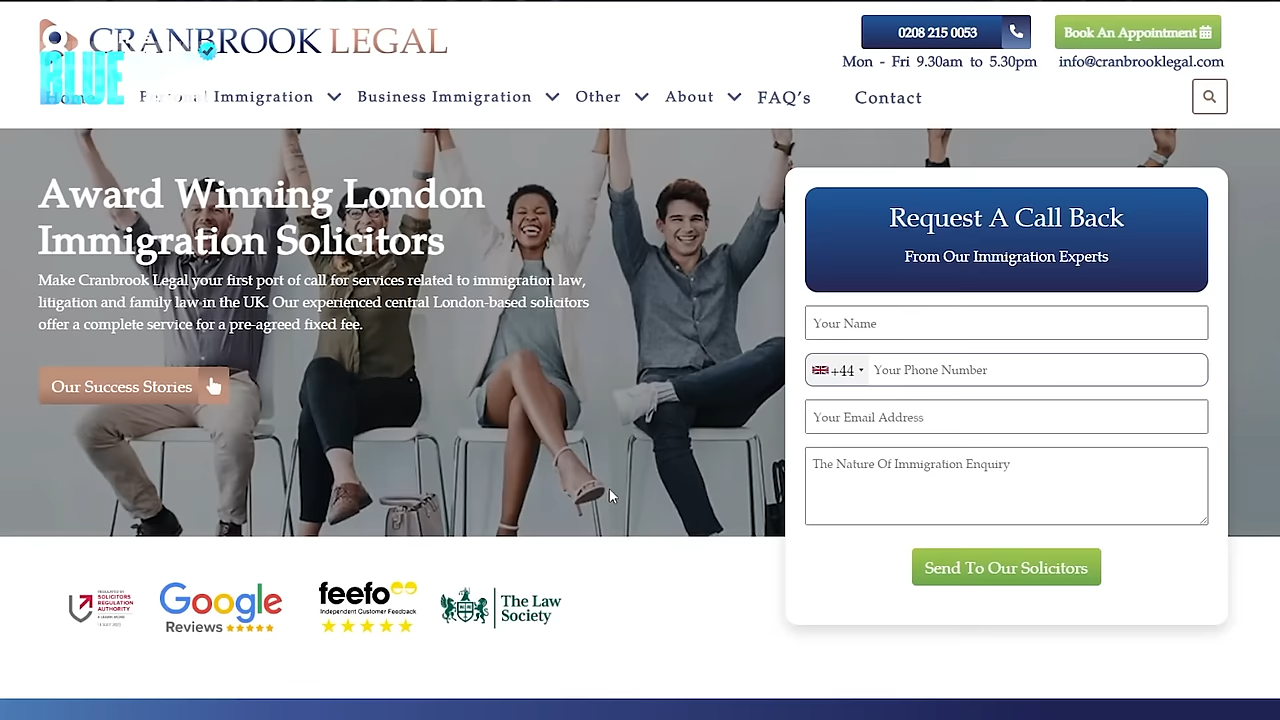 CRANBROOK LEGAL
BLUE
0208 215 0053
Book An Appointment
Mon - Fri 9.30am to 5.30pm
info@cranbrooklegal.com
Home
Personal Immigration
Business Immigration
Other
About
FAQ's
Contact
Award Winning London
Immigration Solicitors
Make Cranbrook Legal your first port of call for services related to immigration law,
litigation and family law in the UK. Our experienced central London-based solicitors
offer a complete service for a pre-agreed fixed fee.
Our Success Stories
Request A Call Back
From Our Immigration Experts
Your Name
+44
Your Phone Number
Your Email Address
The Nature Of Immigration Enquiry
Send To Our Solicitors
SOLICITORS
REGULATION
AUTHORITY
Google
Reviews
feefo
Independent Customer Feedback
The Law
Society